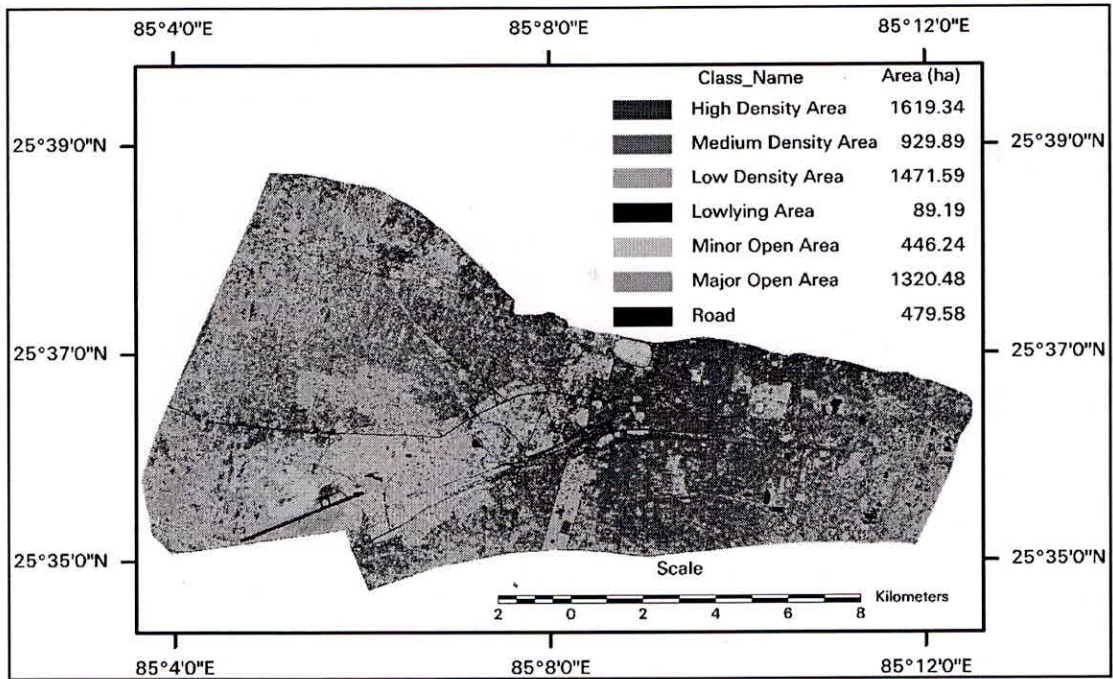 85°4'0"E 85°8'0"E 85°12'0"E
Class_Name Area (ha)
High Density Area 1619.34
25°39'0"N 25°39'0"N
Medium Density Area 929.89
Low Density Area 1471.59
Lowlying Area 89.19
Minor Open Area 446.24
Major Open Area 1320.48
Road 479.58
25°37'0"N 25°37'0"N
25°35'0"N 25°35'0"N
Scale
Kilometers
2 0 2 4 6 8
85°4'0"E 85°8'0"E 85°12'0"E